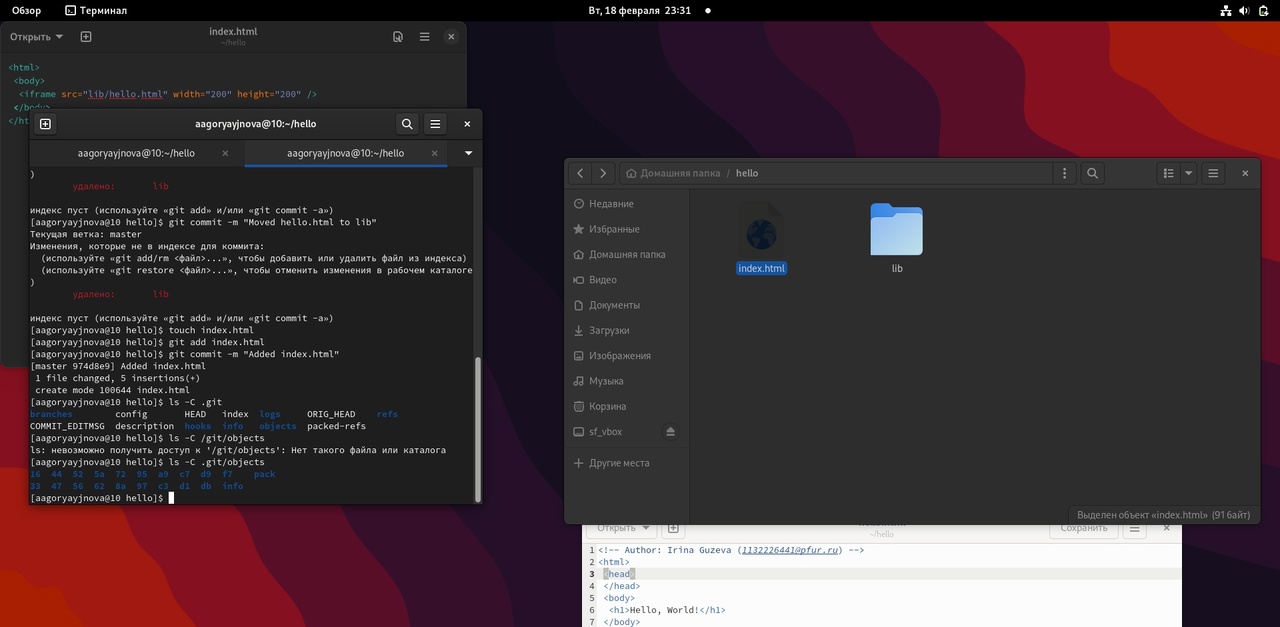 Обзор Терминал Вт, 18 февраля 23:31
Открыть index.html
~/hello
<html>
<body>
<iframe src="lib/hello.html" width="200" height="200" />
</body>
aagoryayjnova@10:~/hello
aagoryayjnova@10:~/hello aagoryayjnova@10:~/hello
)
удалено: lib
индекс пуст (используйте «git add» и/или «git commit -a»)
[aagoryayjnova@10 hello]$ git commit -m "Moved hello.html to lib"
Текущая ветка: master
Изменения, которые не в индексе для коммита:
(используйте «git add/rm <файл>...», чтобы добавить или удалить файл из индекса)
(используйте «git restore <файл>...», чтобы отменить изменения в рабочем каталоге
)
удалено: lib
индекс пуст (используйте «git add» и/или «git commit -a»)
[aagoryayjnova@10 hello]$ touch index.html
[aagoryayjnova@10 hello]$ git add index.html
[aagoryayjnova@10 hello]$ git commit -m "Added index.html"
[master 974d8e9] Added index.html
1 file changed, 5 insertions(+)
create mode 100644 index.html
[aagoryayjnova@10 hello]$ ls -C .git
branches config HEAD index logs ORIG_HEAD refs
COMMIT_EDITMSG description hooks info objects packed-refs
[aagoryayjnova@10 hello]$ ls -C /git/objects
ls: невозможно получить доступ к '/git/objects': Нет такого файла или каталога
[aagoryayjnova@10 hello]$ ls -C .git/objects
16 44 52 5a 72 95 a9 c7 d9 f7 pack
33 47 56 62 8a 97 c3 d1 db info
[aagoryayjnova@10 hello]$
Домашняя папка / hello
Недавние
Избранные
Домашняя папка
Видео
Документы
Загрузки
Изображения
Музыка
Корзина
sf_vbox
Другие места
index.html
lib
Выделен объект «index.html» (91 байт)
Открыть Сохранить
~/hello
1 <!-- Author: Irina Guzeva (1132226441@pfur.ru) -->
2 <html>
3 <head>
4 </head>
5 <body>
6 <h1>Hello, World!</h1>
7 </body>